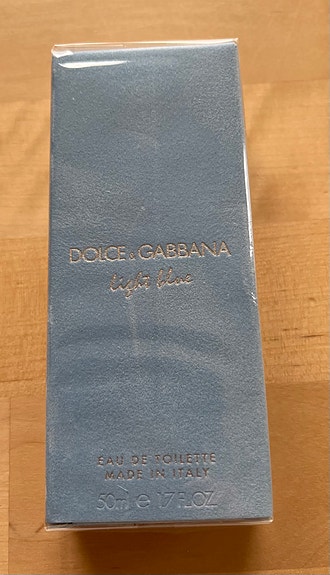 DOLCE & GABBANA
light blue
EAU DE TOILETTE
MADE IN ITALY
50ml e 1.7 FL.OZ.